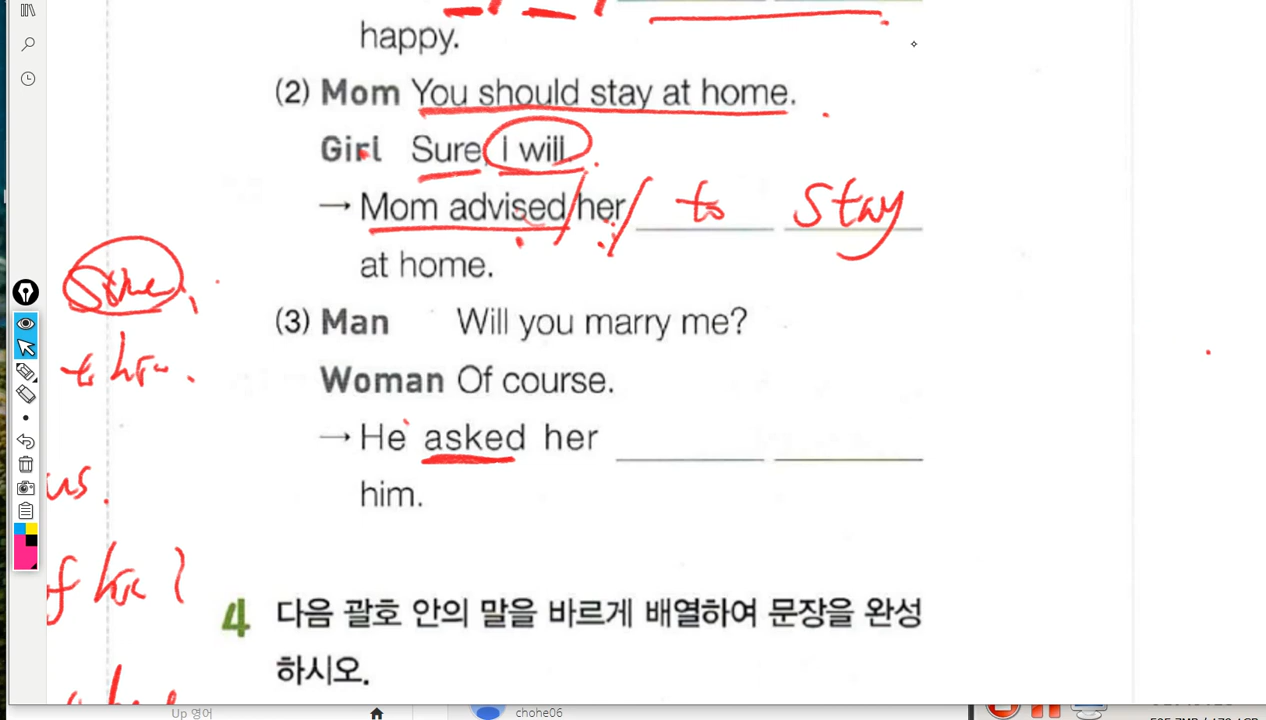 happy.
(2) Mom You should stay at home.
Girl Sure, I will.
→ Mom advised / her / to stay
at home.
(3) Man Will you marry me?
Woman Of course.
→ He asked her
him.
us.
4 다음 괄호 안의 말을 바르게 배열하여 문장을 완성
하시오.
Up 영어 chohe06